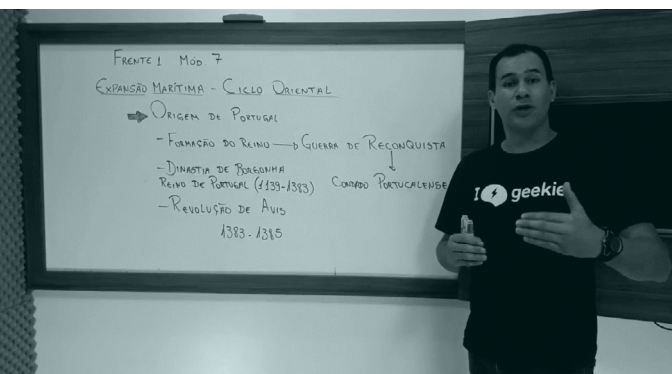 FRENTE 1 MÓD. 7
EXPANSÃO MARÍTIMA - CICLO ORIENTAL
ORIGEM DE PORTUGAL
- FORMAÇÃO DO REINO → GUERRA DE RECONQUISTA
- DINASTIA DE BORGONHA
REINO DE PORTUGAL (1139-1383) CONDADO PORTUCALENSE
- REVOLUÇÃO DE AVIS
1383-1385
I geekie